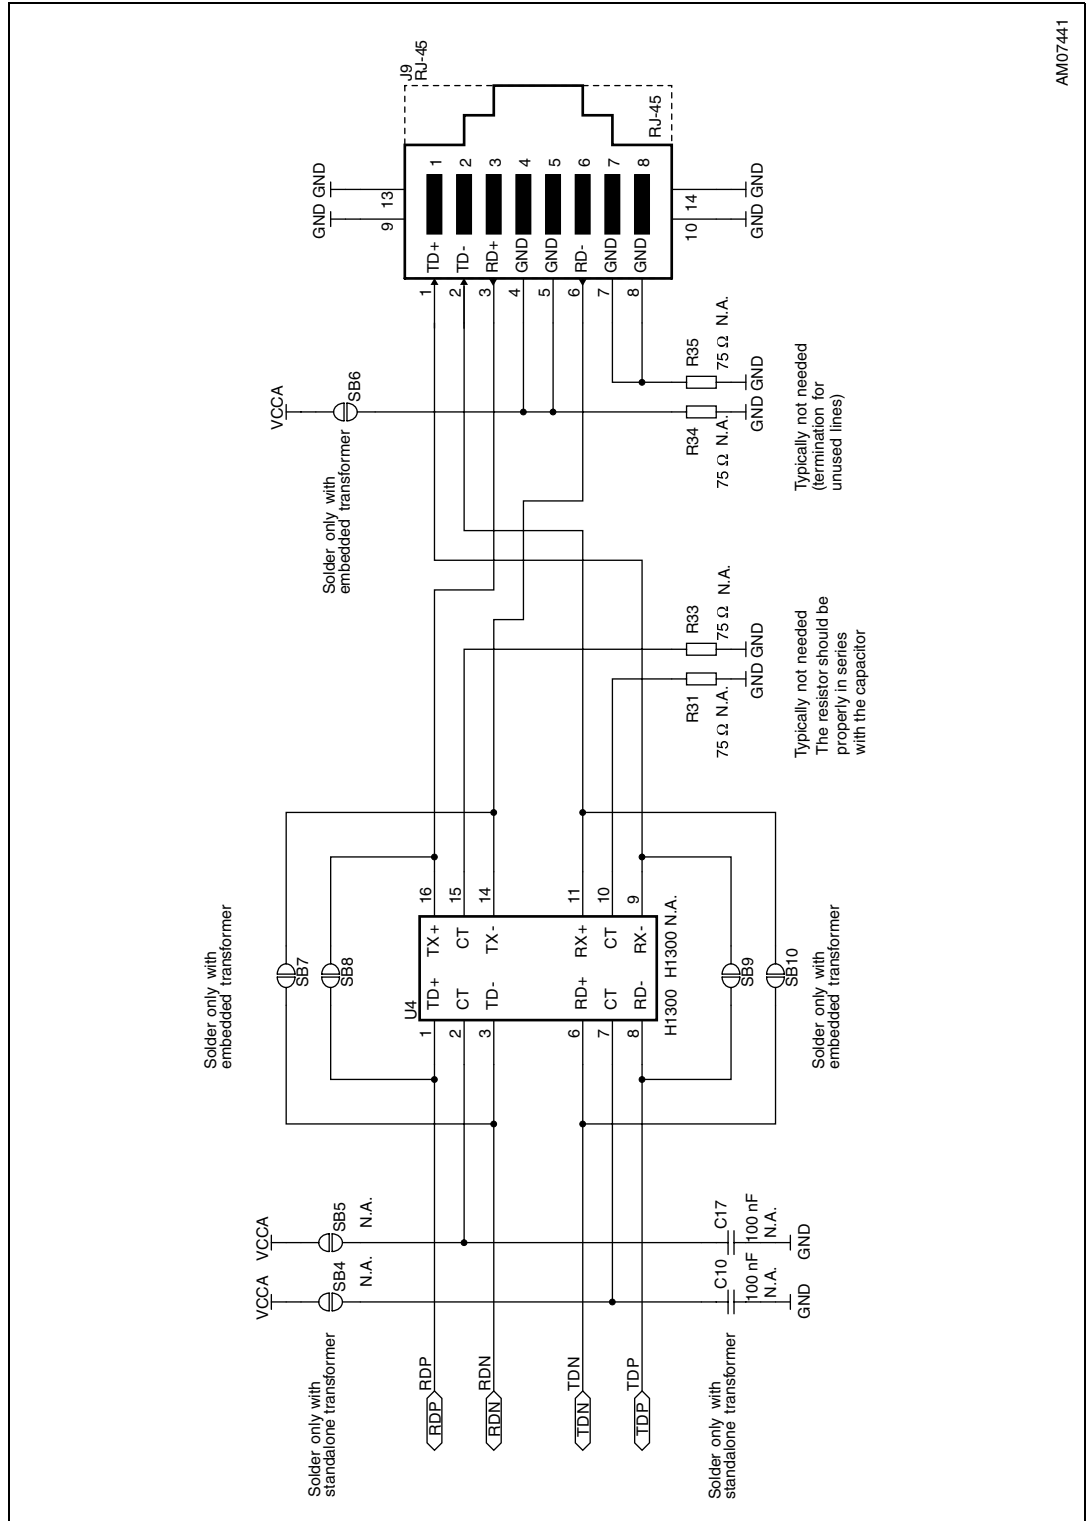 AM07441
J9
RJ-45
RJ-45
GND
GND
9
13
1
TD+
1
2
TD-
2
3
RD+
3
4
GND
4
5
GND
5
6
RD-
6
7
GND
7
8
GND
8
10
14
GND
GND
VCCA
SB6
Solder only with
embedded transformer
R35
75 Ω N.A.
GND
R34
75 Ω N.A.
GND
Typically not needed
(termination for
unused lines)
R33
75 Ω N.A.
GND
R31
75 Ω N.A.
GND
Typically not needed
The resistor should be
properly in series
with the capacitor
Solder only with
embedded transformer
SB7
SB8
U4
1
TD+
TX+
16
2
CT
CT
15
3
TD-
TX-
14
6
RD+
RX+
11
7
CT
CT
10
8
RD-
RX-
9
H1300 H1300 N.A.
SB9
SB10
Solder only with
embedded transformer
VCCA
SB5
N.A.
VCCA
SB4
N.A.
Solder only with
standalone transformer
C17
100 nF
N.A.
GND
C10
100 nF
N.A.
GND
Solder only with
standalone transformer
RDP
RDP
RDN
RDN
TDN
TDN
TDP
TDP